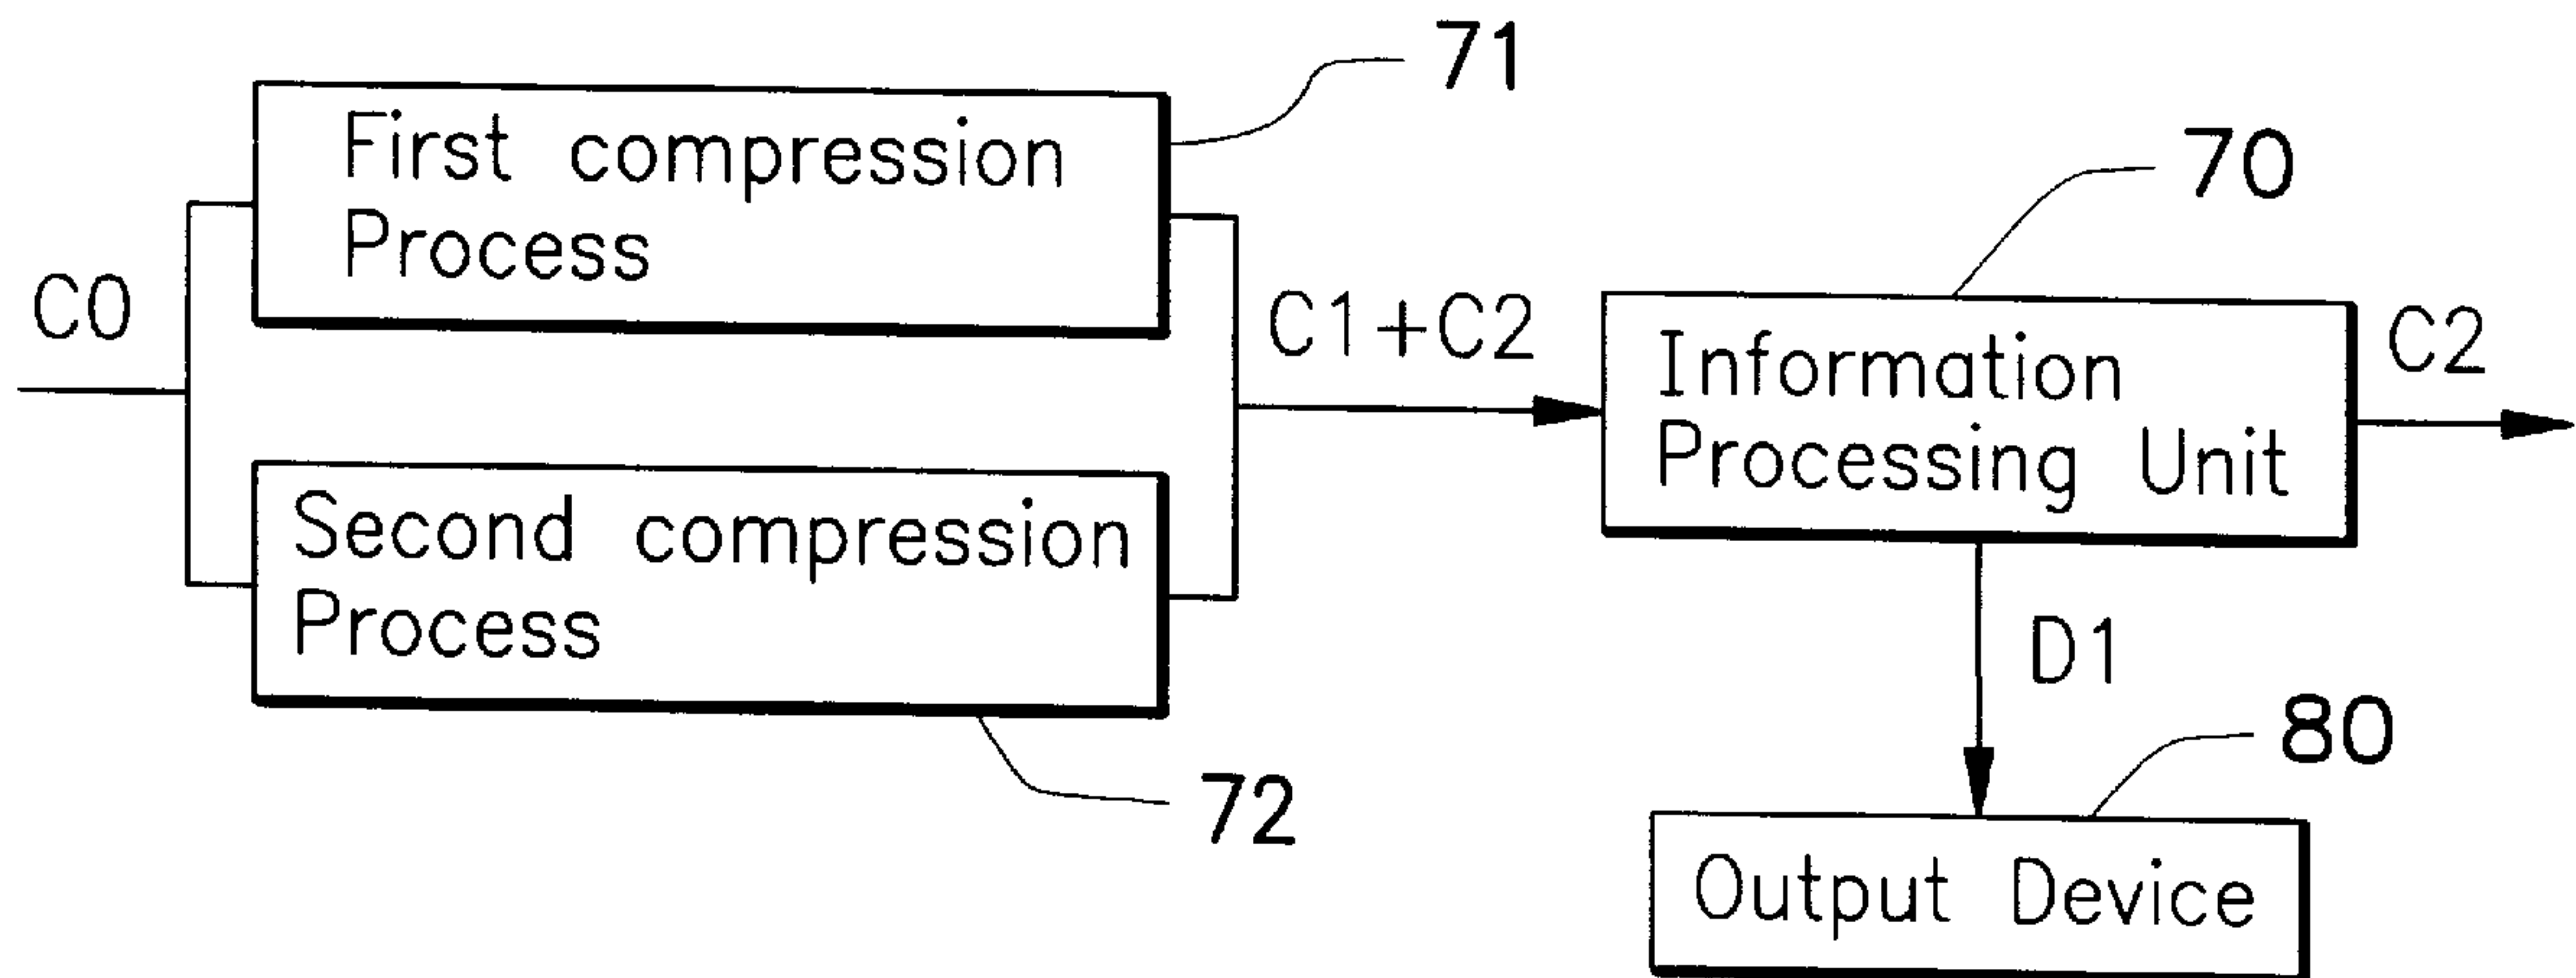 71
First compression
Process
70
C0
C1+C2
Information
Processing Unit
C2
Second compression
Process
D1
72
80
Output Device